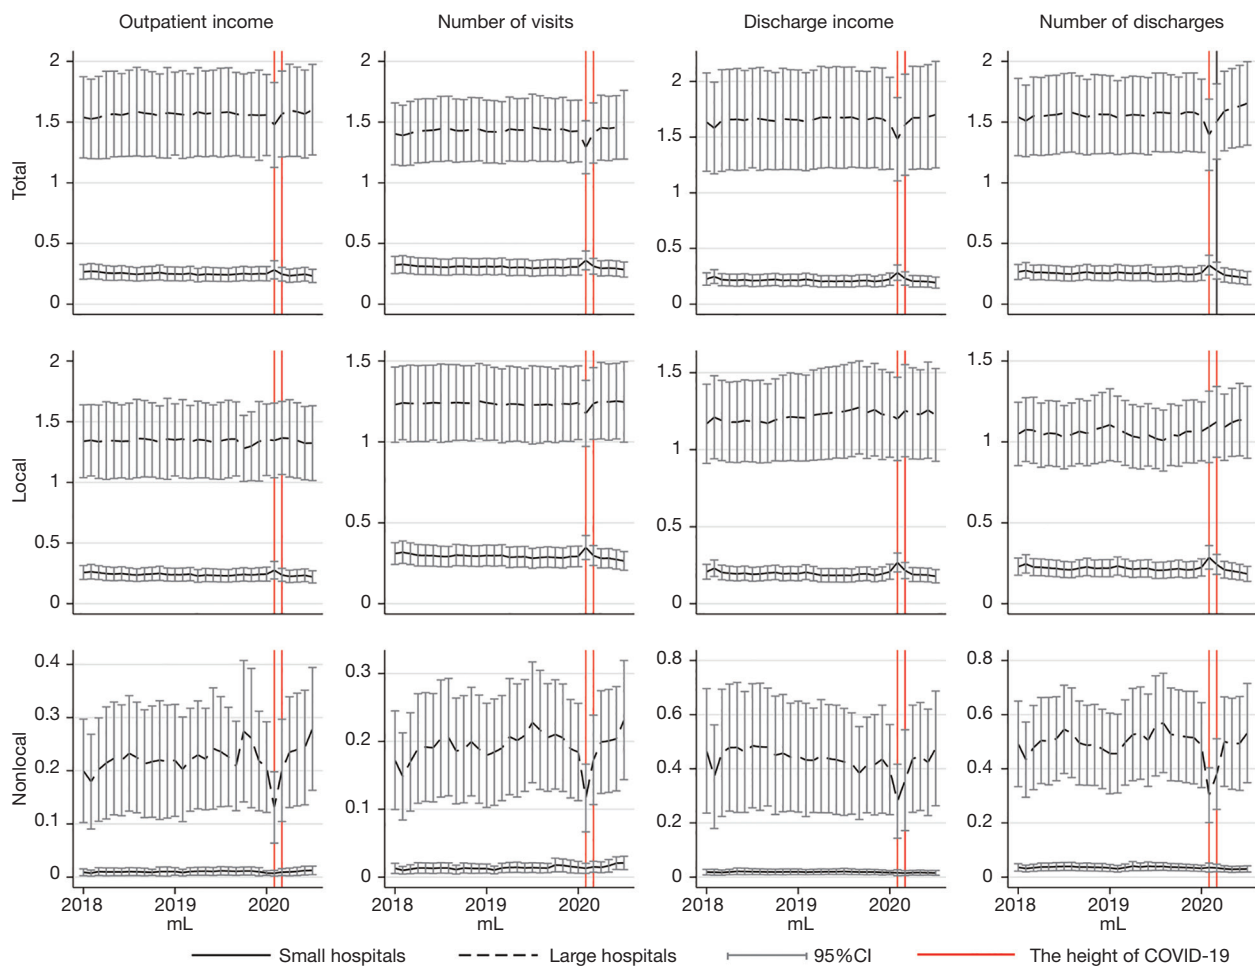 Outpatient income Number of visits Discharge income Number of discharges
Total
2 2 2
2
1.5 1.5 1.5 1.5
1 1 1 1
0.5 0.5 0.5 0.5
0 0 0 0
Local
2
1.5 1.5 1.5
1.5
1 1 1 1
0.5 0.5 0.5 0.5
0 0 0 0
Nonlocal
0.4 0.3 0.8 0.8
0.3 0.6 0.6
0.2 0.2 0.4 0.4
0.1 0.1 0.2 0.2
0 0 0 0
2018 2019 2020 2018 2019 2020 2018 2019 2020 2018 2019 2020
mL mL mL mL
Small hospitals Large hospitals 95%CI The height of COVID-19